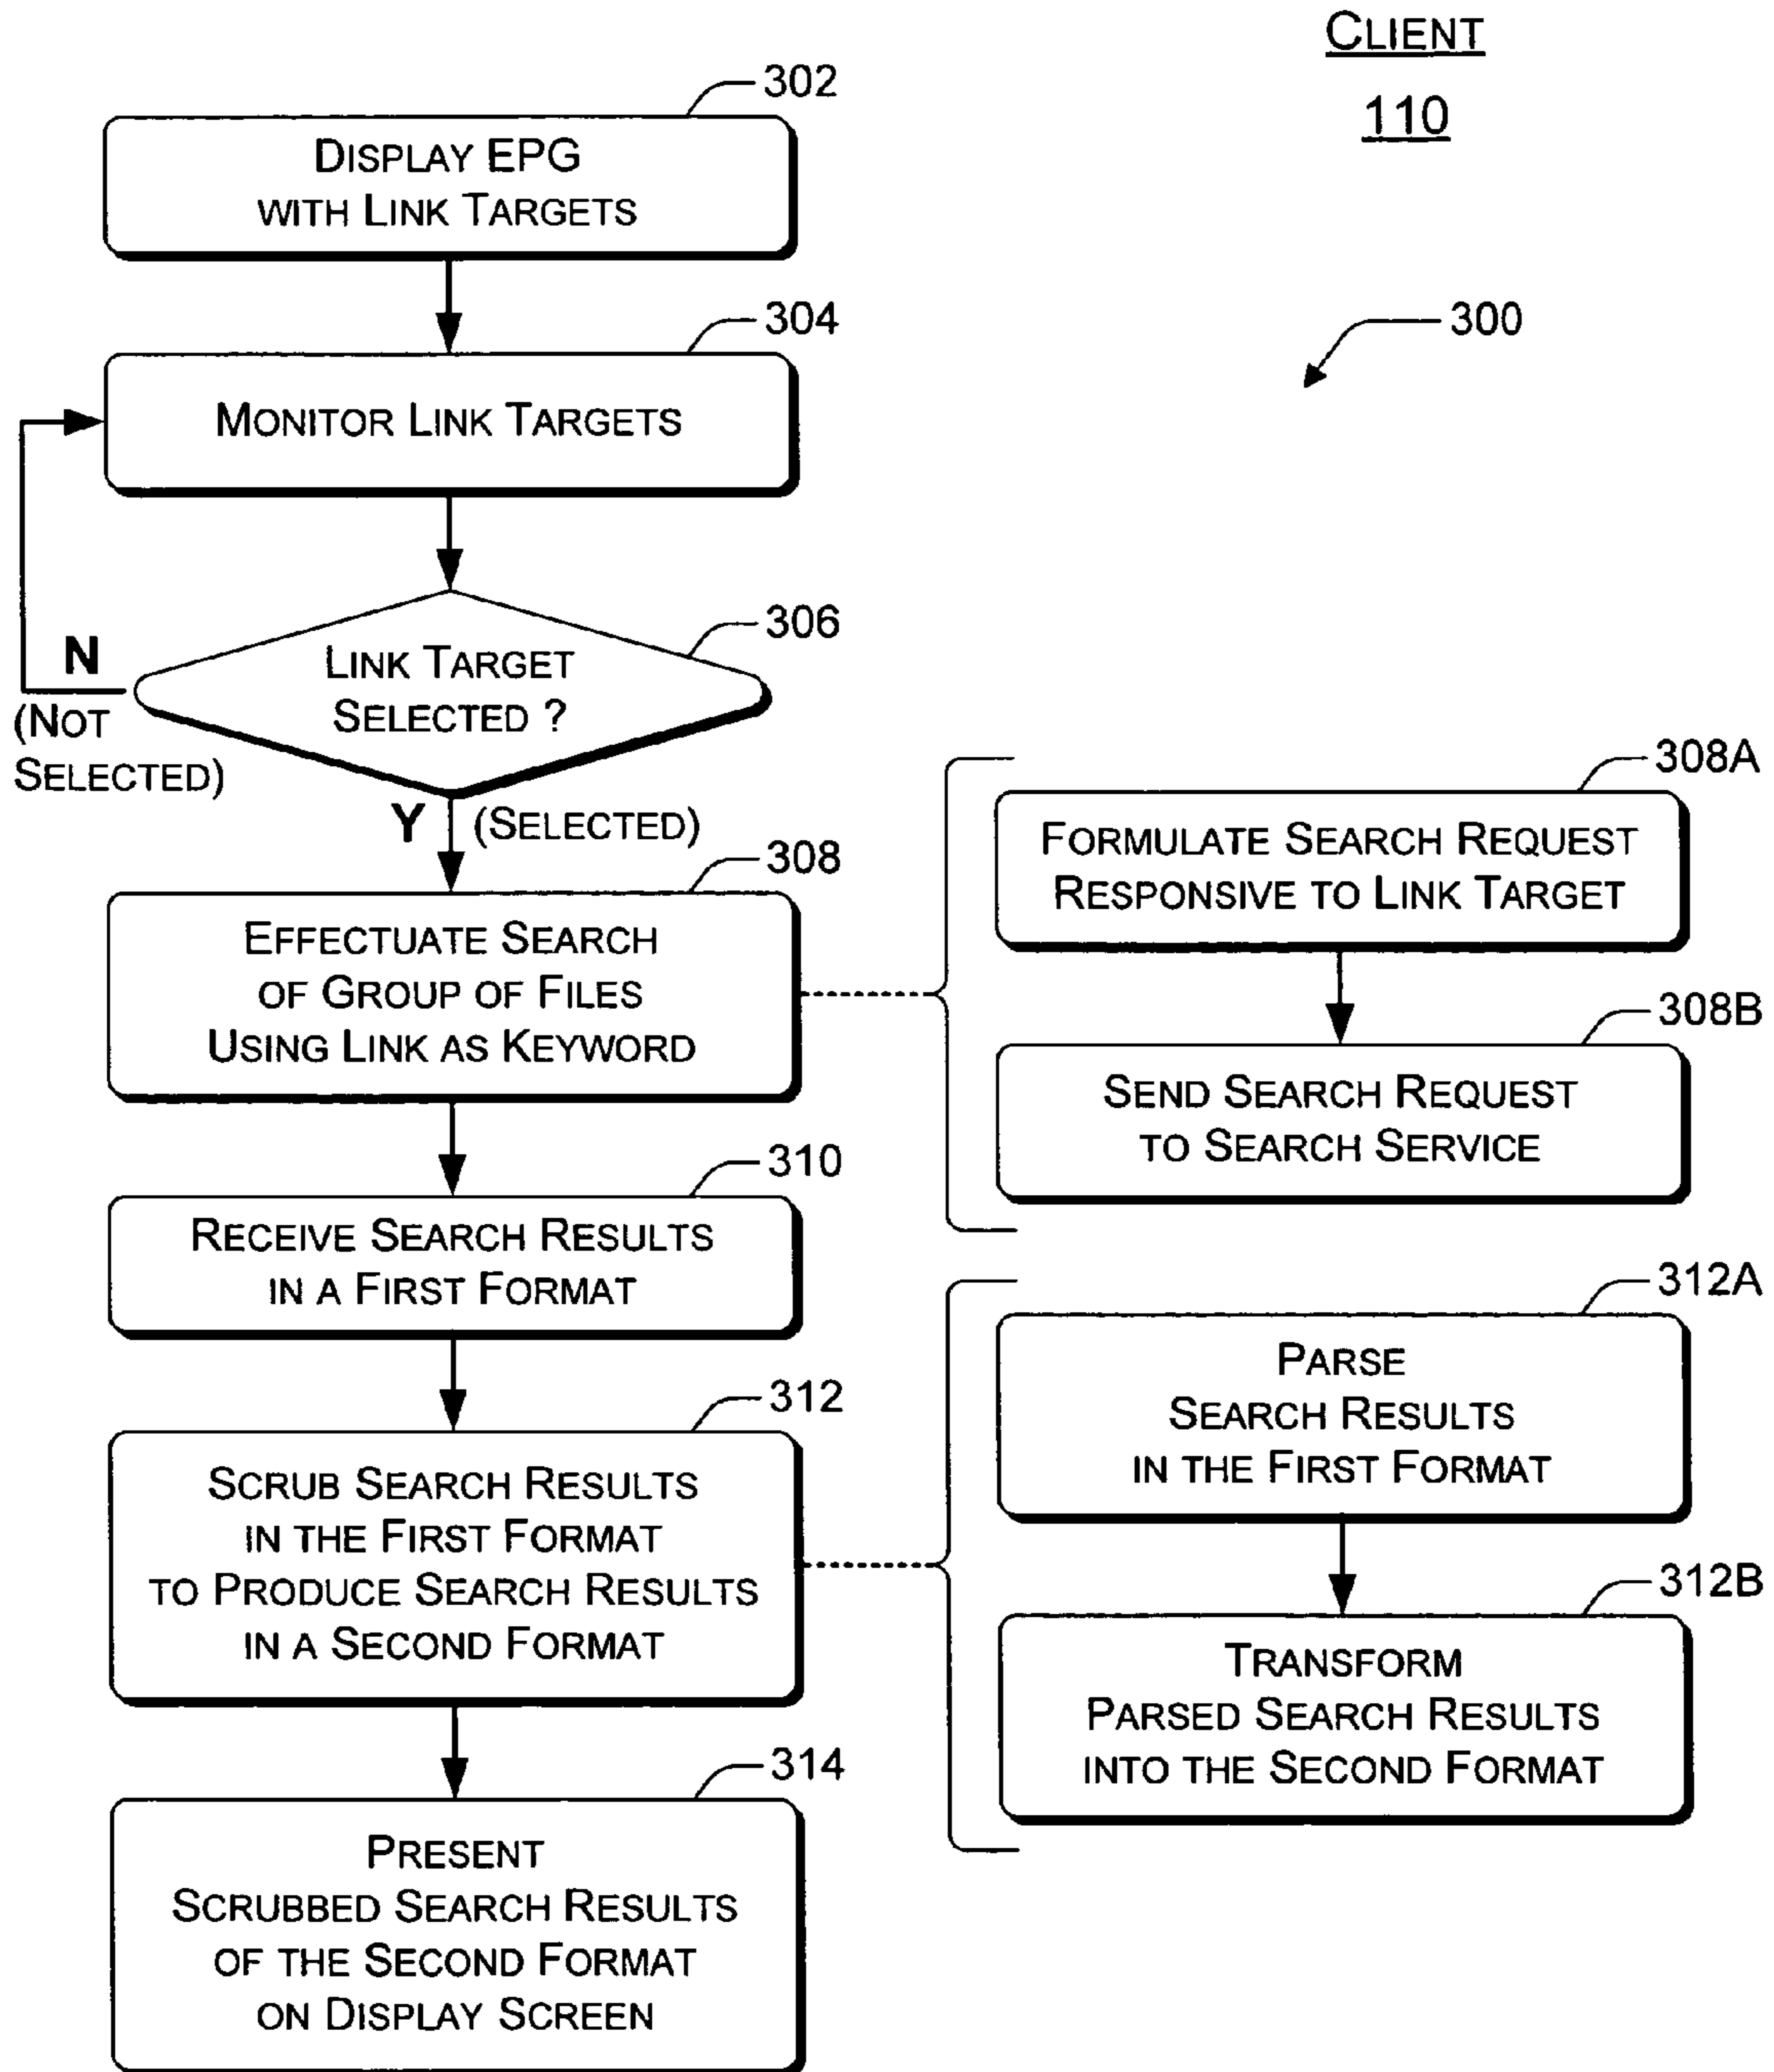 CLIENT
110
302
DISPLAY EPG
WITH LINK TARGETS
304
300
MONITOR LINK TARGETS
306
LINK TARGET
SELECTED ?
N
(NOT
SELECTED)
Y (SELECTED)
308
EFFECTUATE SEARCH
OF GROUP OF FILES
USING LINK AS KEYWORD
308A
FORMULATE SEARCH REQUEST
RESPONSIVE TO LINK TARGET
308B
SEND SEARCH REQUEST
TO SEARCH SERVICE
310
RECEIVE SEARCH RESULTS
IN A FIRST FORMAT
312
SCRUB SEARCH RESULTS
IN THE FIRST FORMAT
TO PRODUCE SEARCH RESULTS
IN A SECOND FORMAT
312A
PARSE
SEARCH RESULTS
IN THE FIRST FORMAT
312B
TRANSFORM
PARSED SEARCH RESULTS
INTO THE SECOND FORMAT
314
PRESENT
SCRUBBED SEARCH RESULTS
OF THE SECOND FORMAT
ON DISPLAY SCREEN